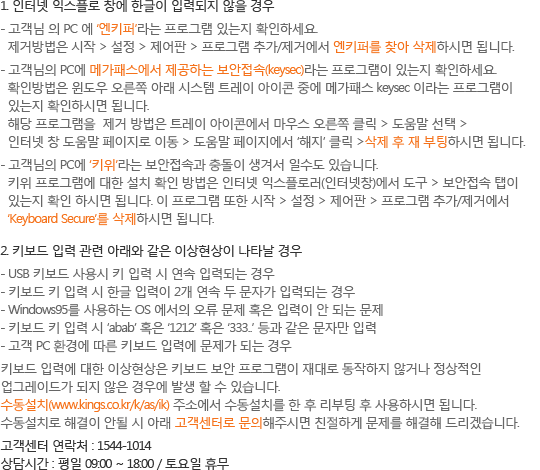 1. 인터넷 익스플로 창에 한글이 입력되지 않을 경우
- 고객님 의 PC 에 '엔키퍼'라는 프로그램 있는지 확인하세요.
제거방법은 시작 > 설정 > 제어판 > 프로그램 추가/제거에서 엔키퍼를 찾아 삭제하시면 됩니다.
- 고객님의 PC에 메가패스에서 제공하는 보안접속(keysec)라는 프로그램이 있는지 확인하세요.
확인방법은 윈도우 오른쪽 아래 시스템 트레이 아이콘 중에 메가패스 keysec 이라는 프로그램이
있는지 확인하시면 됩니다.
해당 프로그램을 제거 방법은 트레이 아이콘에서 마우스 오른쪽 클릭 > 도움말 선택 >
인터넷 창 도움말 페이지로 이동 > 도움말 페이지에서 '해지' 클릭 >삭제 후 재 부팅하시면 됩니다.
- 고객님의 PC에 '키위'라는 보안접속과 충돌이 생겨서 일수도 있습니다.
키위 프로그램에 대한 설치 확인 방법은 인터넷 익스플로러(인터넷창)에서 도구 > 보안접속 탭이
있는지 확인 하시면 됩니다. 이 프로그램 또한 시작 > 설정 > 제어판 > 프로그램 추가/제거에서
'Keyboard Secure'를 삭제하시면 됩니다.
2. 키보드 입력 관련 아래와 같은 이상현상이 나타날 경우
- USB 키보드 사용시 키 입력 시 연속 입력되는 경우
- 키보드 키 입력 시 한글 입력이 2개 연속 두 문자가 입력되는 경우
- Windows95를 사용하는 OS 에서의 오류 문제 혹은 입력이 안 되는 문제
- 키보드 키 입력 시 'abab' 혹은 '1212' 혹은 '333..' 등과 같은 문자만 입력
- 고객 PC 환경에 따른 키보드 입력에 문제가 되는 경우
키보드 입력에 대한 이상현상은 키보드 보안 프로그램이 재대로 동작하지 않거나 정상적인
업그레이드가 되지 않은 경우에 발생 할 수 있습니다.
수동설치(www.kings.co.kr/k/as/ik) 주소에서 수동설치를 한 후 리부팅 후 사용하시면 됩니다.
수동설치로 해결이 안될 시 아래 고객센터로 문의해주시면 친절하게 문제를 해결해 드리겠습니다.
고객센터 연락처 : 1544-1014
상담시간 : 평일 09:00 ~ 18:00 / 토요일 휴무